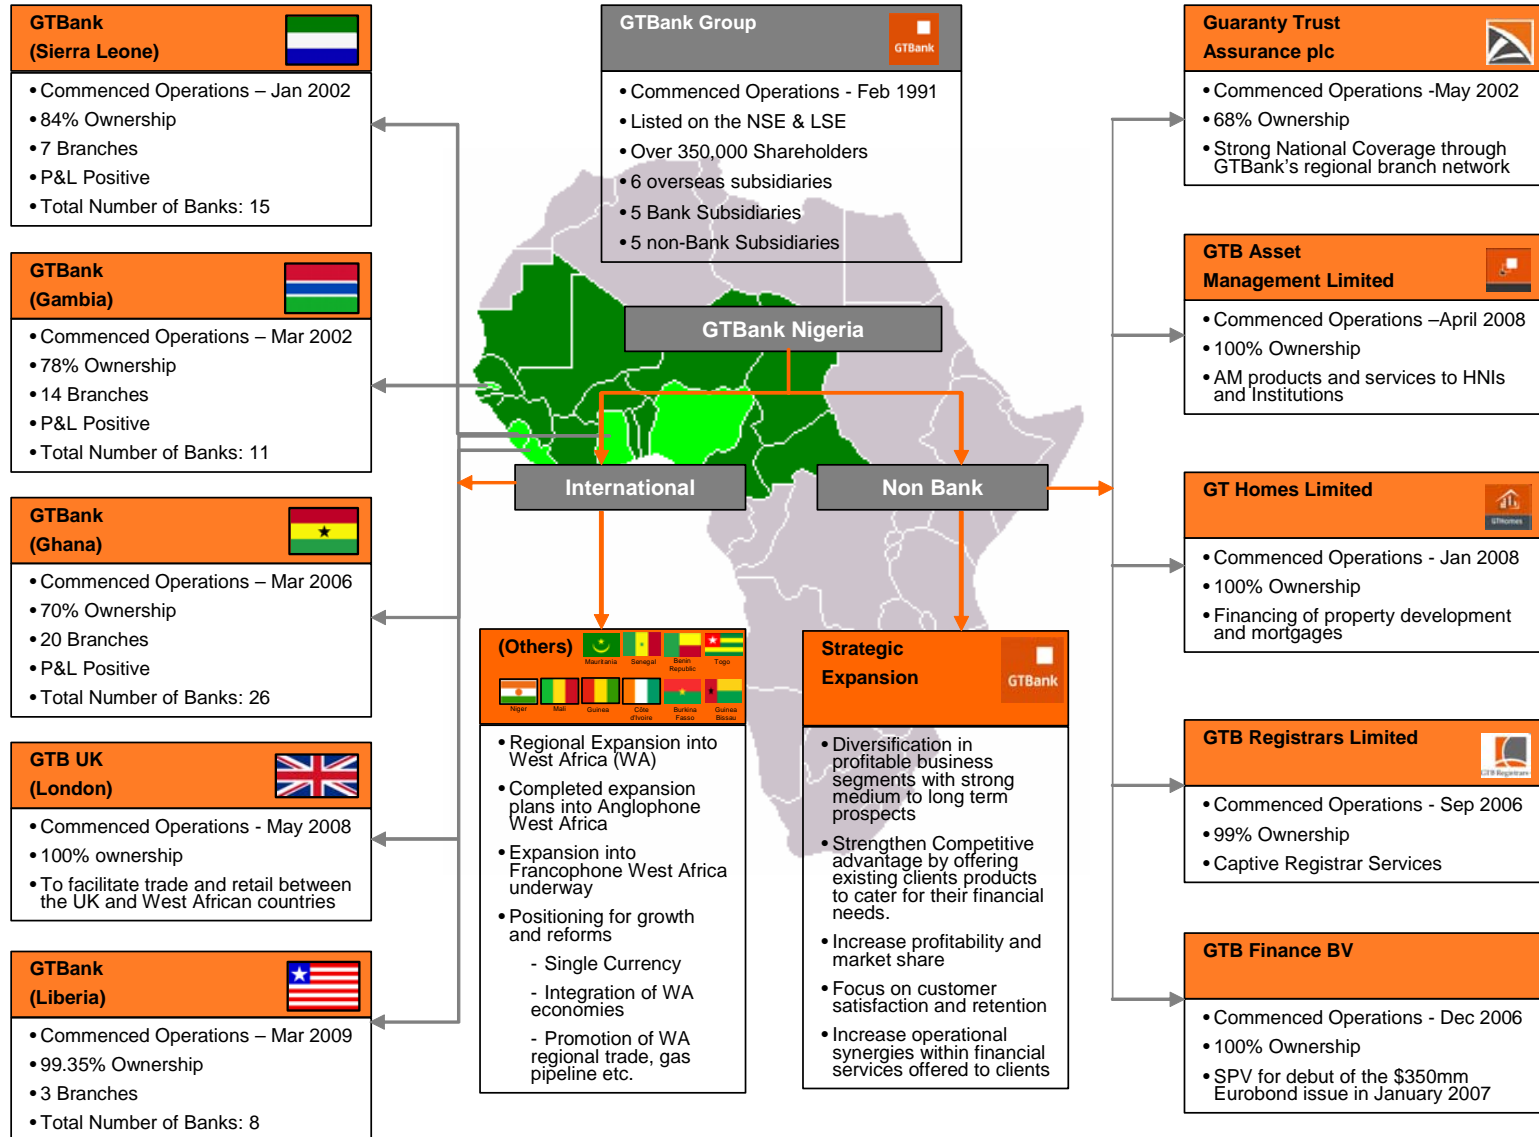 GTBank
(Sierra Leone)
• Commenced Operations – Jan 2002
• 84% Ownership
• 7 Branches
• P&L Positive
• Total Number of Banks: 15
GTBank
(Gambia)
• Commenced Operations – Mar 2002
• 78% Ownership
• 14 Branches
• P&L Positive
• Total Number of Banks: 11
GTBank
(Ghana)
• Commenced Operations – Mar 2006
• 70% Ownership
• 20 Branches
• P&L Positive
• Total Number of Banks: 26
GTB UK
(London)
• Commenced Operations - May 2008
• 100% ownership
• To facilitate trade and retail between
the UK and West African countries
GTBank
(Liberia)
• Commenced Operations – Mar 2009
• 99.35% Ownership
• 3 Branches
• Total Number of Banks: 8
GTBank Group
GTBank
• Commenced Operations - Feb 1991
• Listed on the NSE & LSE
• Over 350,000 Shareholders
• 6 overseas subsidiaries
• 5 Bank Subsidiaries
• 5 non-Bank Subsidiaries
GTBank Nigeria
International
Non Bank
(Others)
Mauritania
Senegal
Benin
Republic
Togo
Niger
Mali
Guinea
Côte
d'Ivoire
Burkina
Fasso
Guinea
Bissau
• Regional Expansion into
West Africa (WA)
• Completed expansion
plans into Anglophone
West Africa
• Expansion into
Francophone West Africa
underway
• Positioning for growth
and reforms
- Single Currency
- Integration of WA
economies
- Promotion of WA
regional trade, gas
pipeline etc.
Strategic
Expansion
GTBank
• Diversification in
profitable business
segments with strong
medium to long term
prospects
• Strengthen Competitive
advantage by offering
existing clients products
to cater for their financial
needs.
• Increase profitability and
market share
• Focus on customer
satisfaction and retention
• Increase operational
synergies within financial
services offered to clients
Guaranty Trust
Assurance plc
• Commenced Operations -May 2002
• 68% Ownership
• Strong National Coverage through
GTBank's regional branch network
GTB Asset
Management Limited
• Commenced Operations –April 2008
• 100% Ownership
• AM products and services to HNIs
and Institutions
GT Homes Limited
GTHomes
• Commenced Operations - Jan 2008
• 100% Ownership
• Financing of property development
and mortgages
GTB Registrars Limited
GTB Registrars
• Commenced Operations - Sep 2006
• 99% Ownership
• Captive Registrar Services
GTB Finance BV
• Commenced Operations - Dec 2006
• 100% Ownership
• SPV for debut of the $350mm
Eurobond issue in January 2007